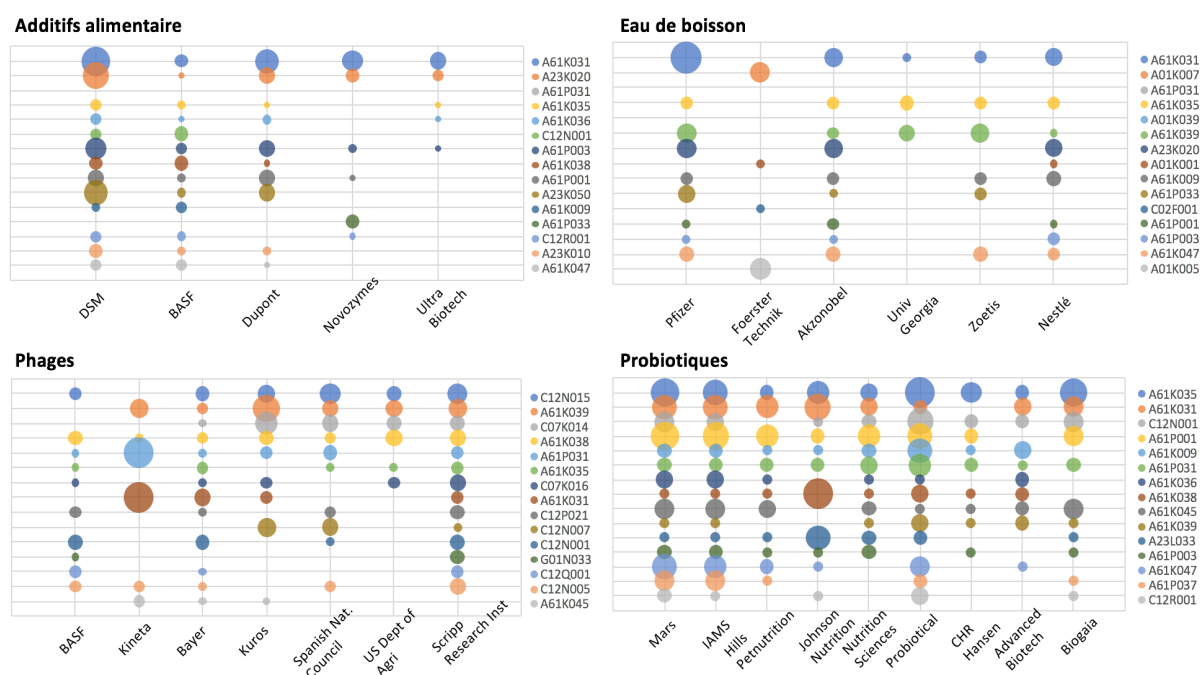 Additifs alimentaire
A61K031
A23K020
A61P031
A61K035
A61K036
C12N001
A61P003
A61K038
A61P001
A23K050
A61K009
A61P033
C12R001
A23K010
A61K047
DSM
BASF
Dupont
Novozymes
Ultra
Biotech
Eau de boisson
A61K031
A01K007
A61P031
A61K035
A01K039
A61K039
A23K020
A01K001
A61K009
A61P033
C02F001
A61P001
A61P003
A61P047
A01K005
Pfizer
Foerster
Technik
Akzonobel
Univ
Georgia
Zoetis
Nestlé
Phages
C12N015
A61K039
C07K014
A61K038
A61P031
A61K035
C07K016
A61K031
C12P021
C12N007
C12N001
G01N033
C12Q001
C12N005
A61K045
BASF
Kineta
Bayer
Kuros
Spanish Nat.
Council
US Dept of
Agri
Scripp
Research Inst
Probiotiques
A61K035
A61K031
C12N001
A61P001
A61K009
A61P031
A61K036
A61K038
A61K045
A61K039
A23L033
A61P003
A61K047
A61P037
C12R001
Mars
IAMS
Hills
Petnutrition
Johnson
Nutrition
Nutrition
Sciences
Probiotical
CHR
Hansen
Advanced
Biotech
Biogaia